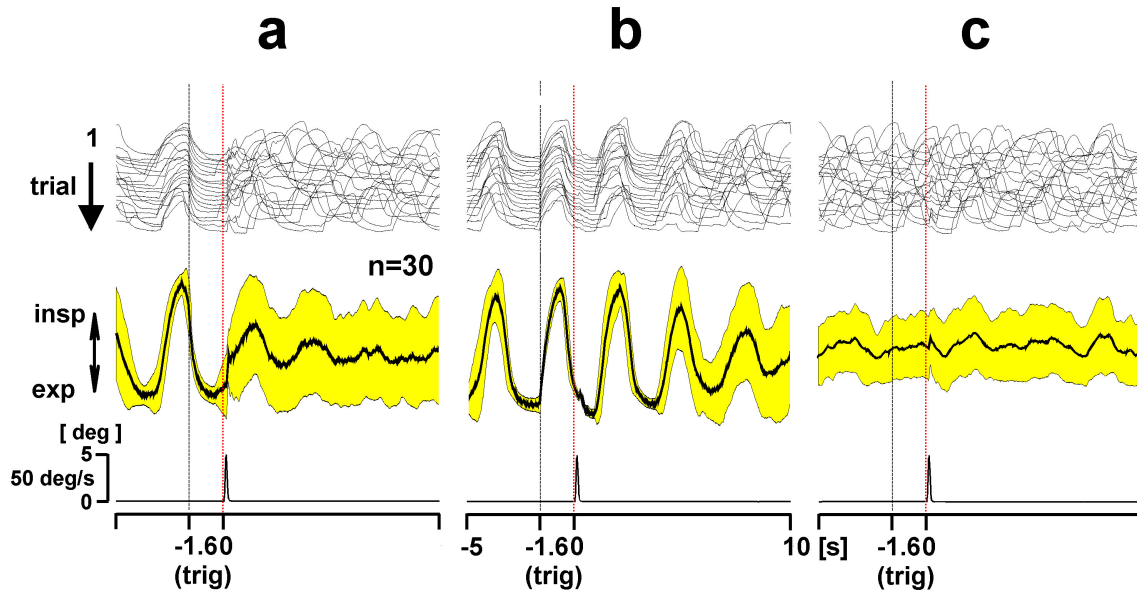 a b c
1
trial
n=30
insp
exp
[ deg ]
5
50 deg/s
0
-1.60 -5 -1.60 10 [s] -1.60
(trig) (trig) (trig)